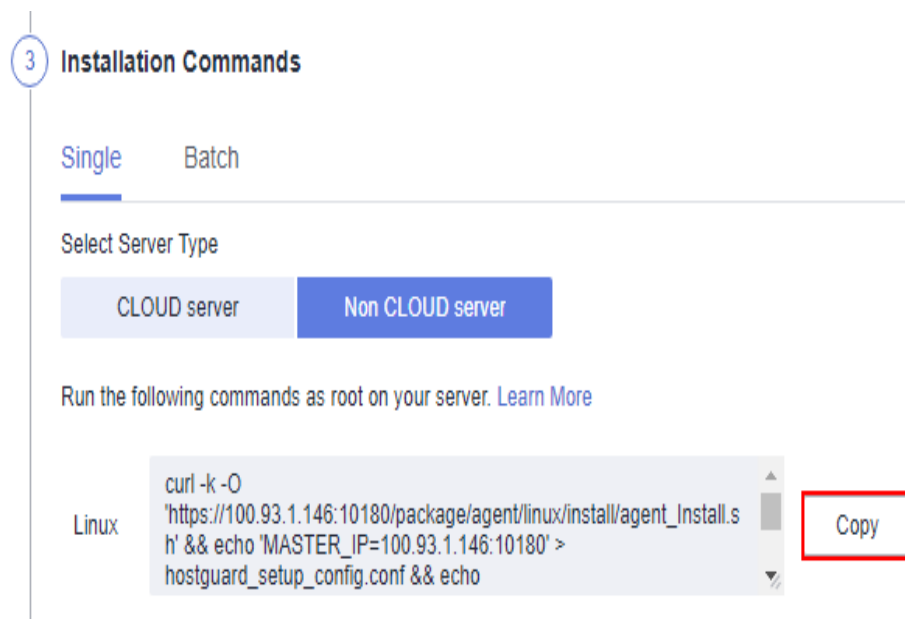 3 Installation Commands
Single Batch
Select Server Type
CLOUD server Non CLOUD server
Run the following commands as root on your server. Learn More
Linux
curl -k -O
'https://100.93.1.146:10180/package/agent/linux/install/agent_Install.s
h' && echo 'MASTER_IP=100.93.1.146:10180' >
hostguard_setup_config.conf && echo
Copy